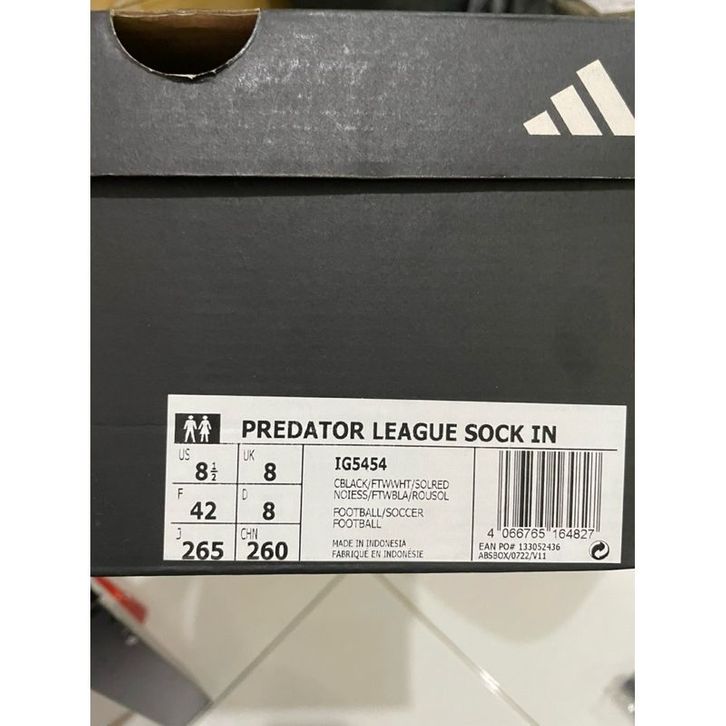 PREDATOR LEAGUE SOCK IN
US 8½ UK 8
F 42 D 8
J 265 CHN 260
IG5454
CBLACK/FTWWHT/SOLRED
NOIESS/FTWBLA/ROUSOL
FOOTBALL/SOCCER
FOOTBALL
MADE IN INDONESIA
FABRIQUÉ EN INDONÉSIE
4 066765 164827
EAN PO# 133052436
ABSBOX/0722/V11